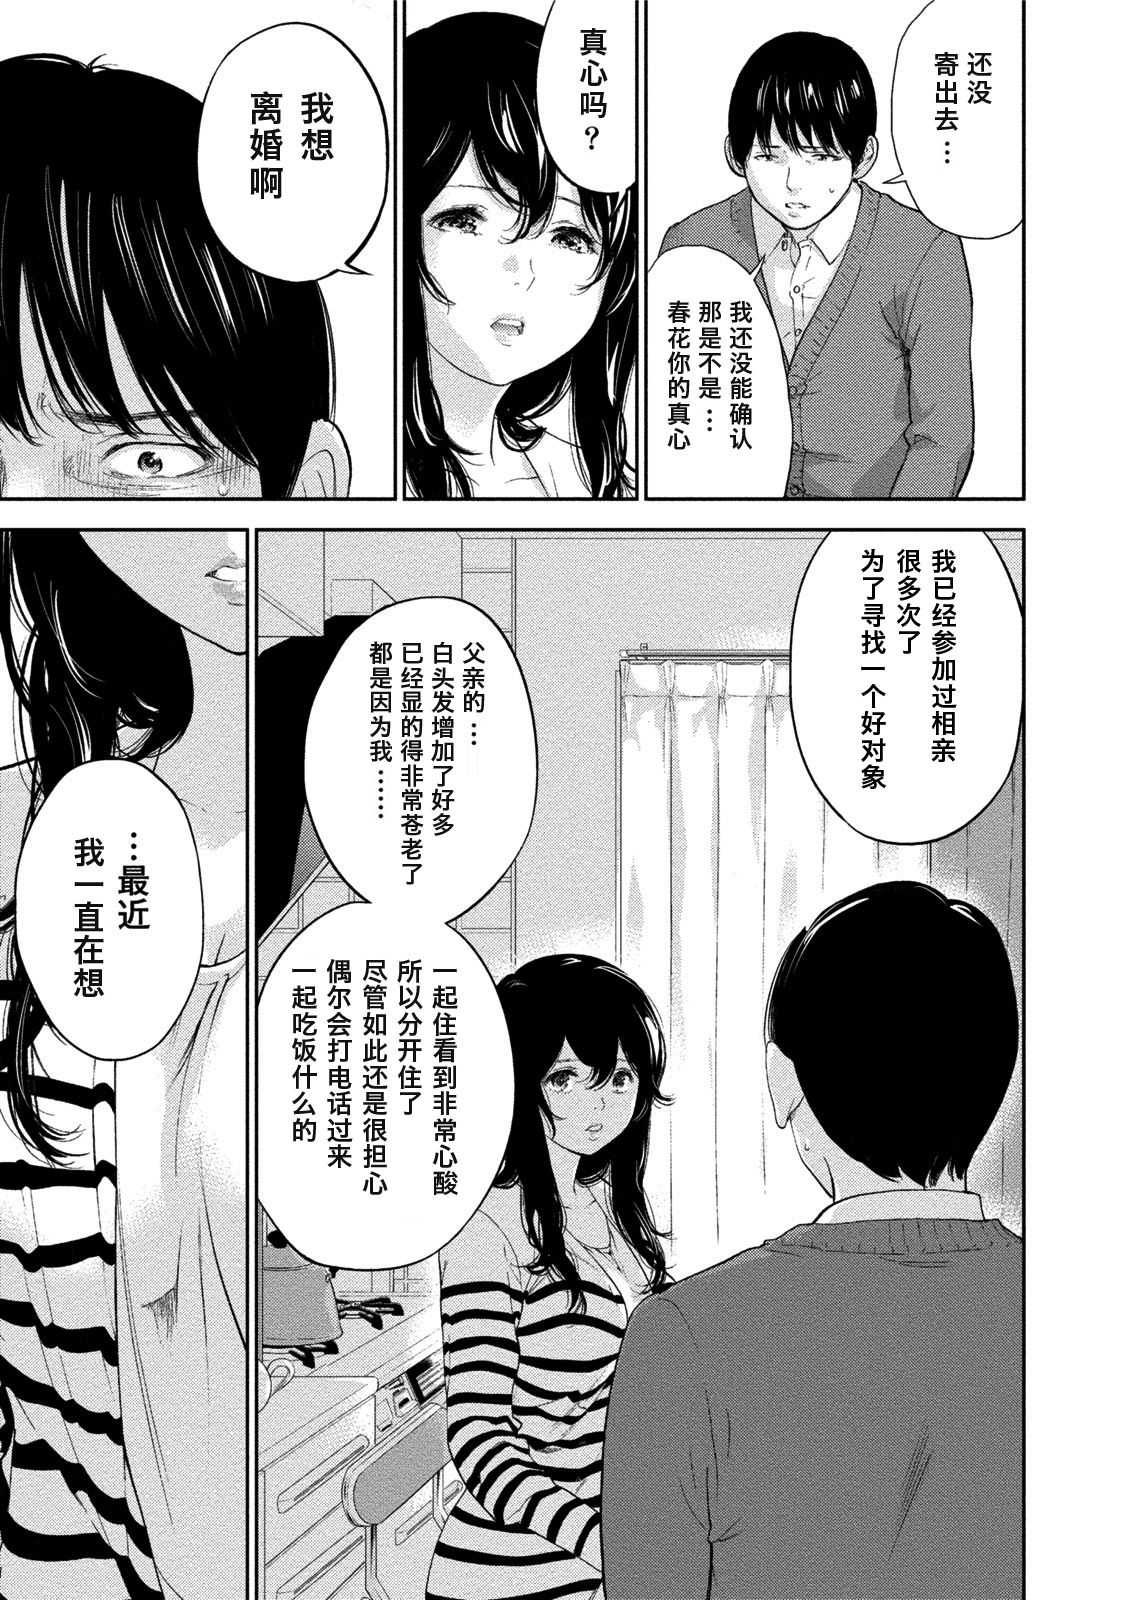 还没
寄出去…
我还没能确认
那是不是…
春花你的真心
真心吗？
我想
离婚啊
我已经参加过相亲
很多次了
为了寻找一个好对象
父亲的…
白头发增加了好多
已经显的得非常苍老了
都是因为我……
一起住看到非常心酸
所以分开住了
尽管如此还是很担心
偶尔会打电话过来
一起吃饭什么的
…最近
我一直在想